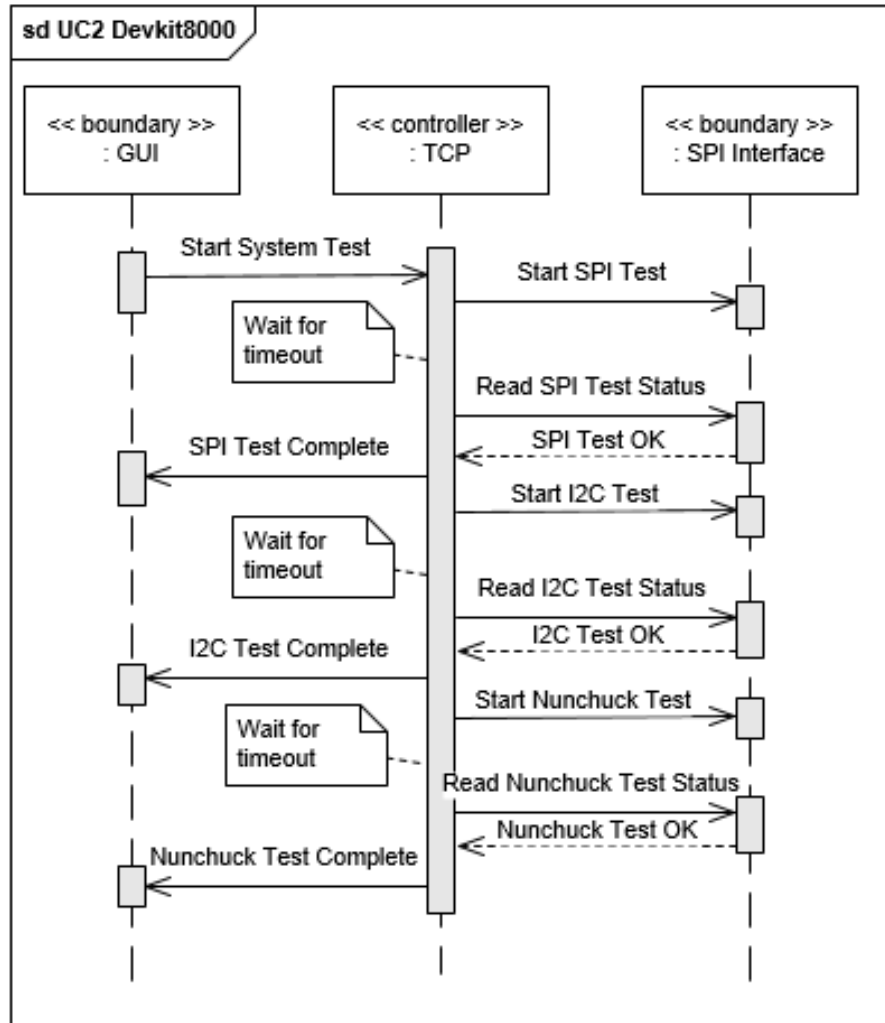 sd UC2 Devkit8000
<< boundary >>
: GUI
<< controller >>
: TCP
<< boundary >>
: SPI Interface
Start System Test
Start SPI Test
Wait for
timeout
Read SPI Test Status
SPI Test OK
SPI Test Complete
Start I2C Test
Wait for
timeout
Read I2C Test Status
I2C Test OK
I2C Test Complete
Start Nunchuck Test
Wait for
timeout
Read Nunchuck Test Status
Nunchuck Test OK
Nunchuck Test Complete